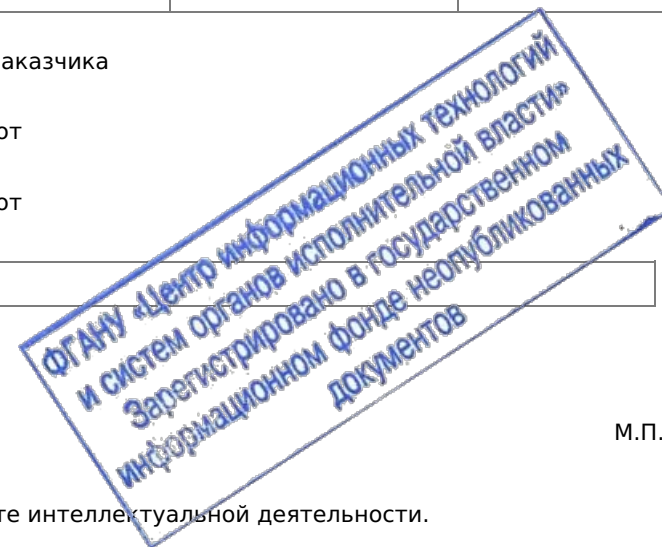 аказчика
от
от
ФГАНУ «Центр информационных технологий
и систем органов исполнительной власти»
Зарегистрировано в государственном
информационном фонде неопубликованных
документов
М.П.
те интеллектуальной деятельности.